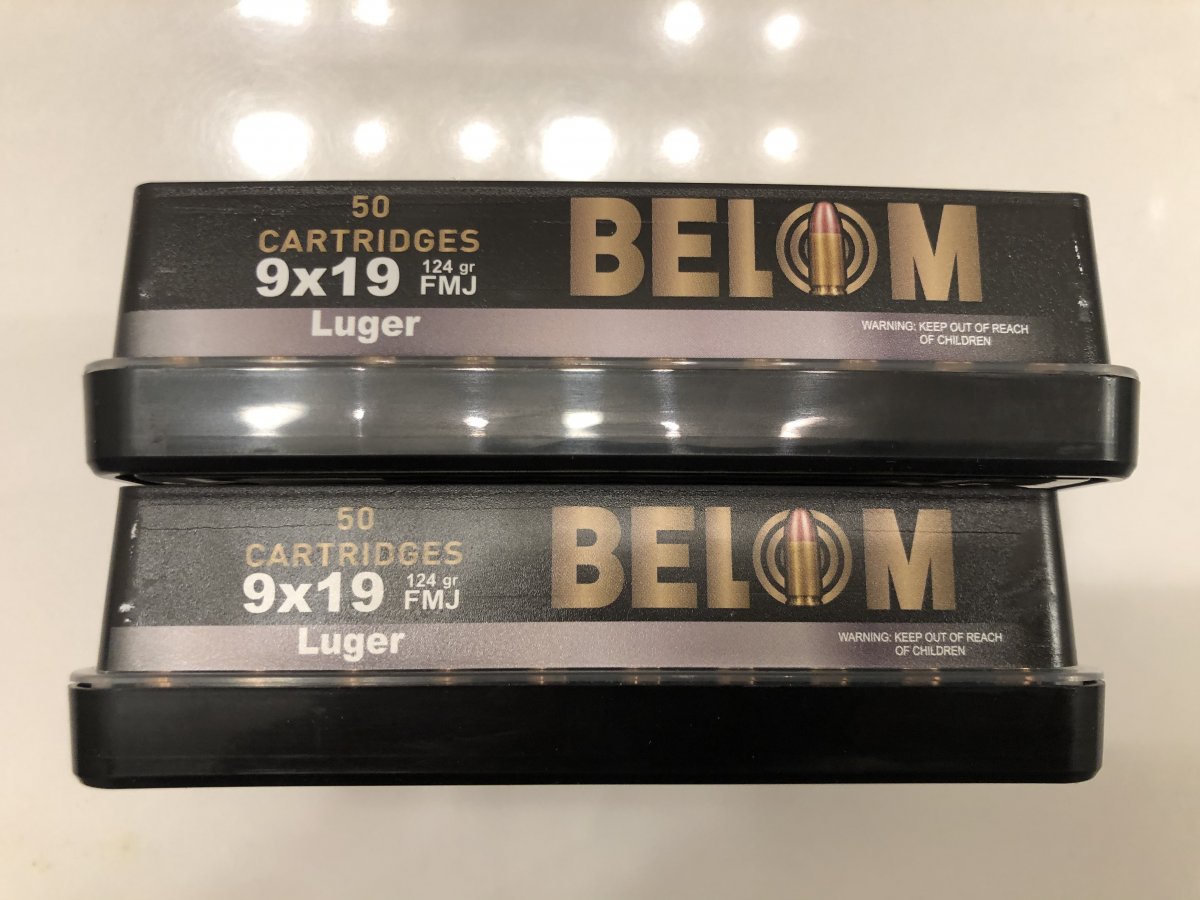 50
CARTRIDGES
9x19 124 gr FMJ
Luger
BELOM
WARNING: KEEP OUT OF REACH
OF CHILDREN
50
CARTRIDGES
9x19 124 gr FMJ
Luger
BELOM
WARNING: KEEP OUT OF REACH
OF CHILDREN